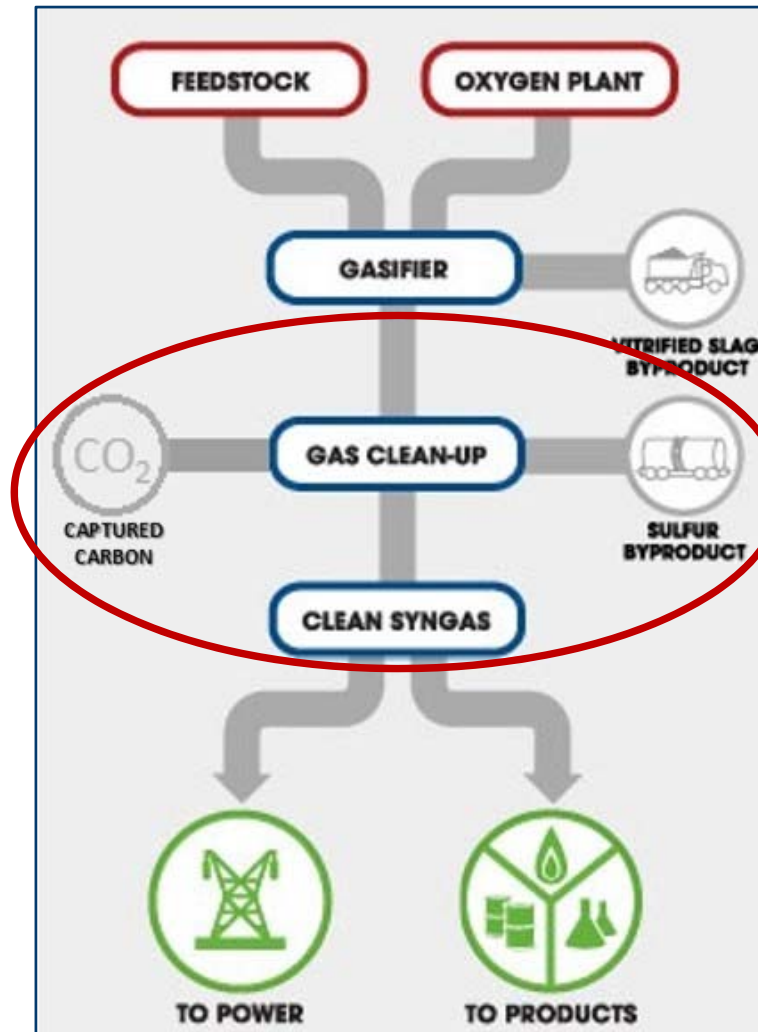 FEEDSTOCK
OXYGEN PLANT
GASIFIER
VITRIFIED SLAG
BYPRODUCT
CO₂
GAS CLEAN-UP
CAPTURED
CARBON
SULFUR
BYPRODUCT
CLEAN SYNGAS
TO POWER
TO PRODUCTS